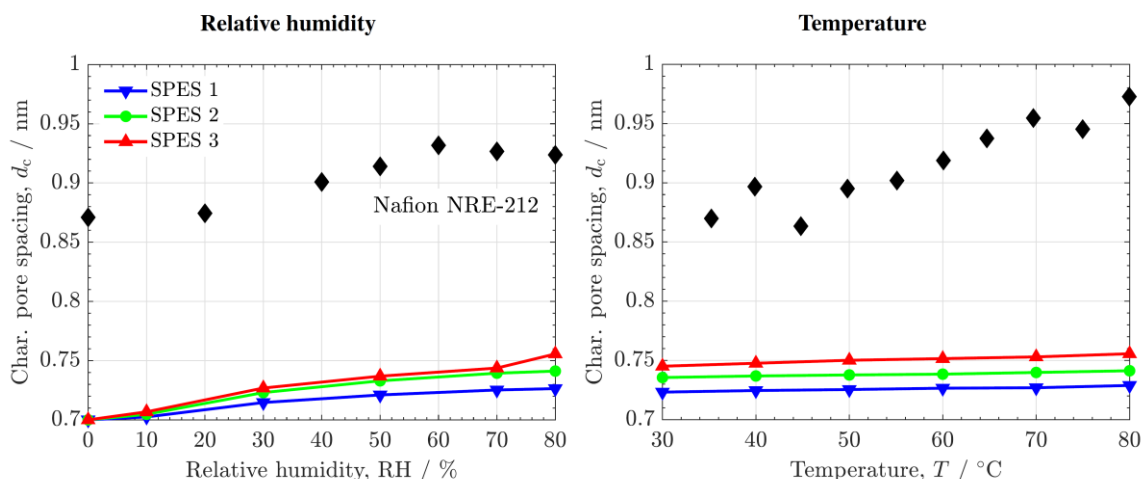 Relative humidity
1
0.95
0.9
0.85
0.8
0.75
0.7
Char. pore spacing, d_c / nm
SPES 1
SPES 2
SPES 3
Nafion NRE-212
0 10 20 30 40 50 60 70 80
Relative humidity, RH / %
Temperature
1
0.95
0.9
0.85
0.8
0.75
0.7
Char. pore spacing, d_c / nm
30 40 50 60 70 80
Temperature, T / °C